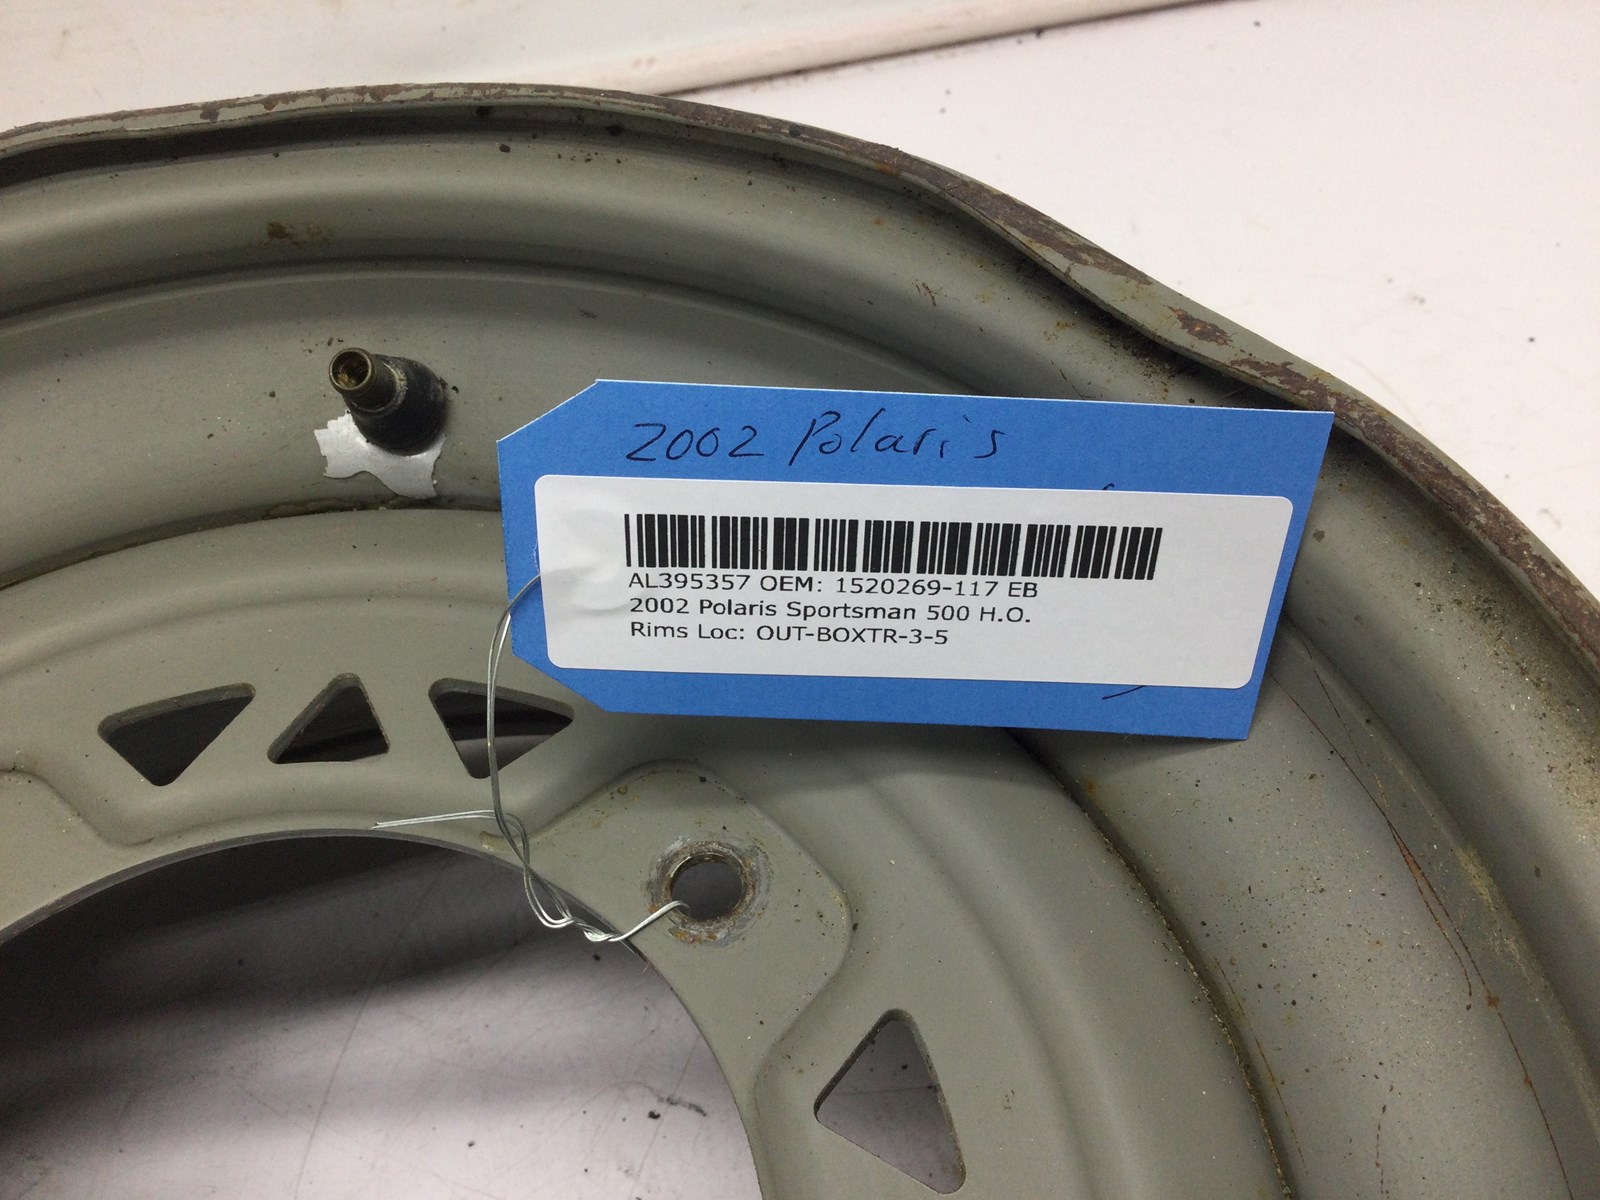 2002 Polaris
AL395357 OEM: 1520269-117 EB
2002 Polaris Sportsman 500 H.O.
Rims Loc: OUT-BOXTR-3-5